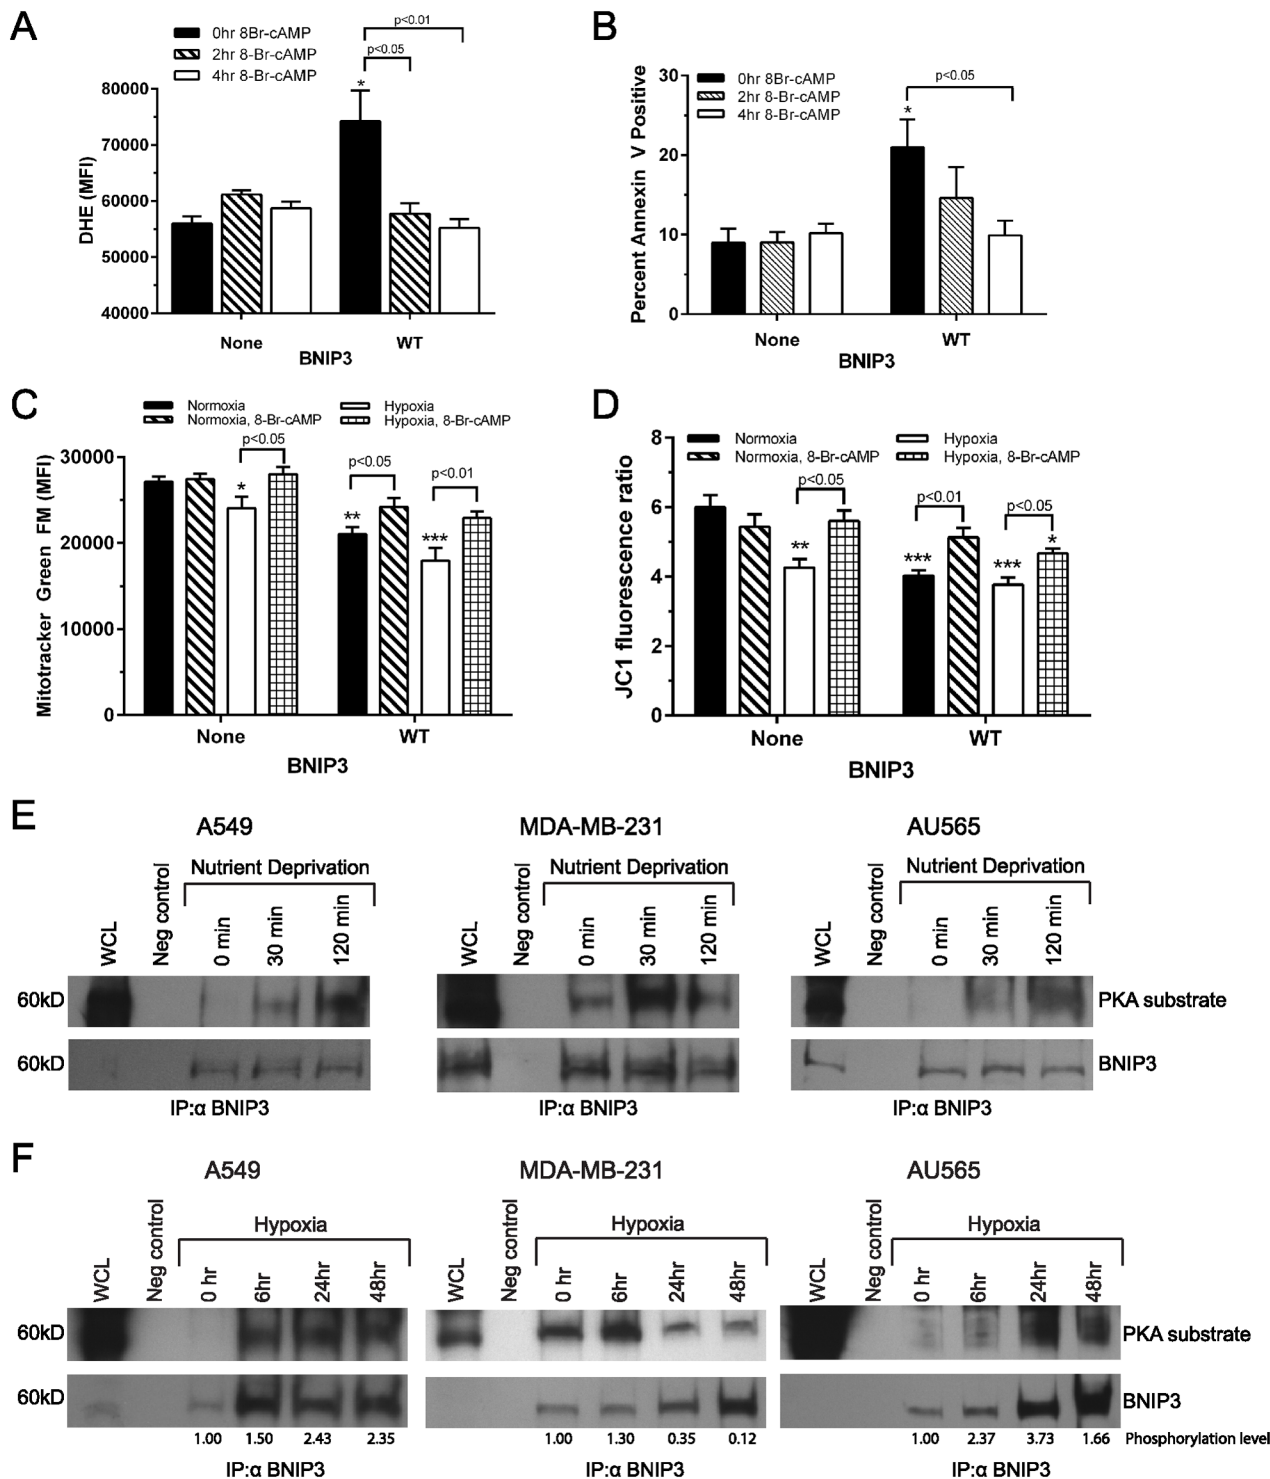 A
0hr 8Br-cAMP
2hr 8-Br-cAMP
4hr 8-Br-cAMP
p<0.01
p<0.05
*
80000
70000
60000
50000
40000
DHE (MFI)
None
WT
BNIP3
B
0hr 8Br-cAMP
2hr 8-Br-cAMP
4hr 8-Br-cAMP
p<0.05
*
30
20
10
0
Percent Annexin V Positive
None
WT
BNIP3
C
Normoxia
Normoxia, 8-Br-cAMP
Hypoxia
Hypoxia, 8-Br-cAMP
p<0.05
p<0.05
p<0.01
*
**
***
30000
20000
10000
0
Mitotracker Green FM (MFI)
None
WT
BNIP3
D
Normoxia
Normoxia, 8-Br-cAMP
Hypoxia
Hypoxia, 8-Br-cAMP
p<0.05
p<0.01
p<0.05
**
***
***
*
8
6
4
2
0
JC1 fluorescence ratio
None
WT
BNIP3
E
A549
MDA-MB-231
AU565
WCL
Neg control
Nutrient Deprivation
0 min
30 min
120 min
WCL
Neg control
Nutrient Deprivation
0 min
30 min
120 min
WCL
Neg control
Nutrient Deprivation
0 min
30 min
120 min
60kD
PKA substrate
60kD
BNIP3
IP:α BNIP3
IP:α BNIP3
IP:α BNIP3
F
A549
MDA-MB-231
AU565
WCL
Neg control
Hypoxia
0 hr
6hr
24hr
48hr
WCL
Neg control
Hypoxia
0 hr
6hr
24hr
48hr
WCL
Neg control
Hypoxia
0 hr
6hr
24hr
48hr
60kD
PKA substrate
60kD
BNIP3
1.00 1.50 2.43 2.35
1.00 1.30 0.35 0.12
1.00 2.37 3.73 1.66
Phosphorylation level
IP:α BNIP3
IP:α BNIP3
IP:α BNIP3